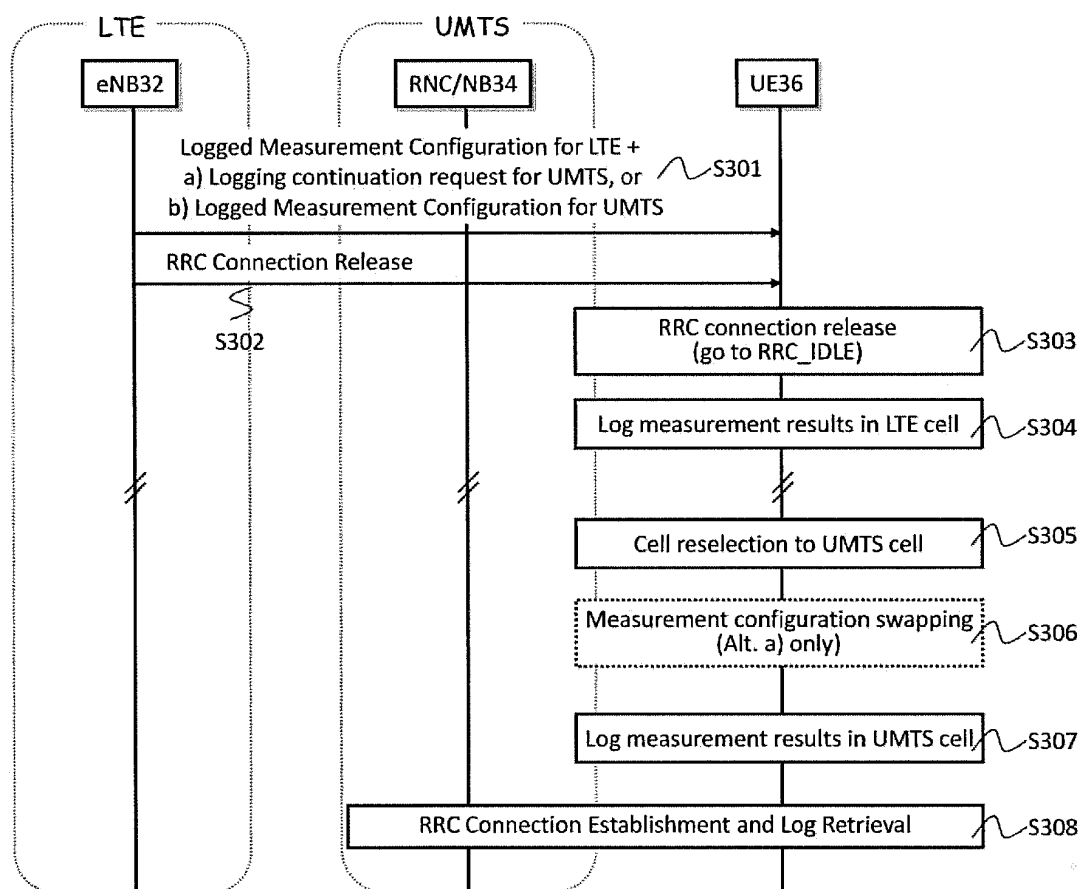 LTE
UMTS
eNB32
RNC/NB34
UE36
Logged Measurement Configuration for LTE +
a) Logging continuation request for UMTS, or
S301
b) Logged Measurement Configuration for UMTS
RRC Connection Release
S302
RRC connection release
(go to RRC_IDLE)
S303
Log measurement results in LTE cell
S304
Cell reselection to UMTS cell
S305
Measurement configuration swapping
(Alt. a) only)
S306
Log measurement results in UMTS cell
S307
RRC Connection Establishment and Log Retrieval
S308